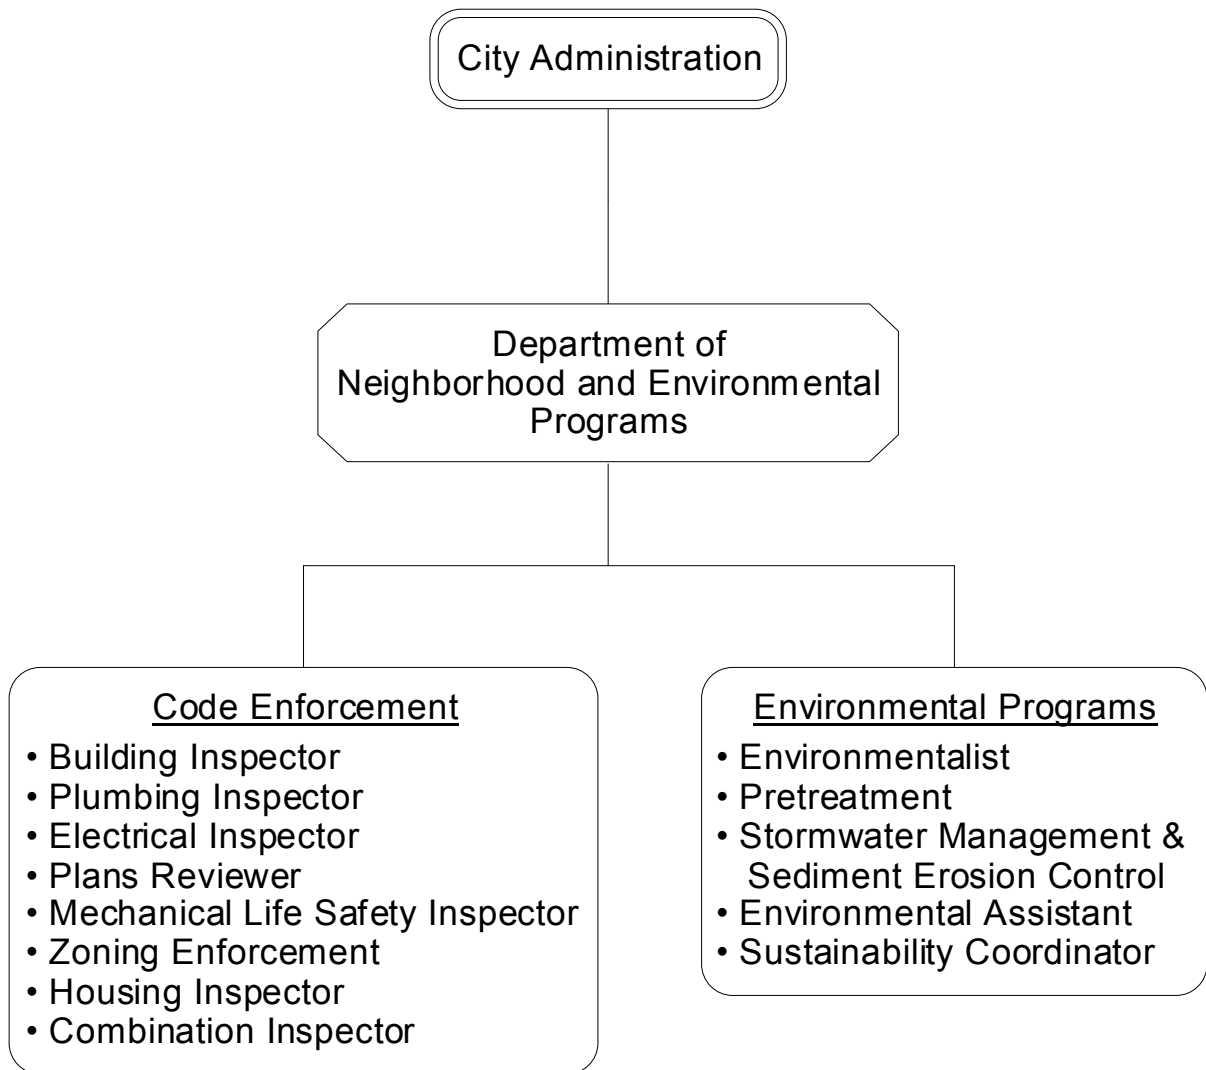 City Administration
Department of
Neighborhood and Environmental
Programs
Code Enforcement
• Building Inspector
• Plumbing Inspector
• Electrical Inspector
• Plans Reviewer
• Mechanical Life Safety Inspector
• Zoning Enforcement
• Housing Inspector
• Combination Inspector
Environmental Programs
• Environmentalist
• Pretreatment
• Stormwater Management &
Sediment Erosion Control
• Environmental Assistant
• Sustainability Coordinator